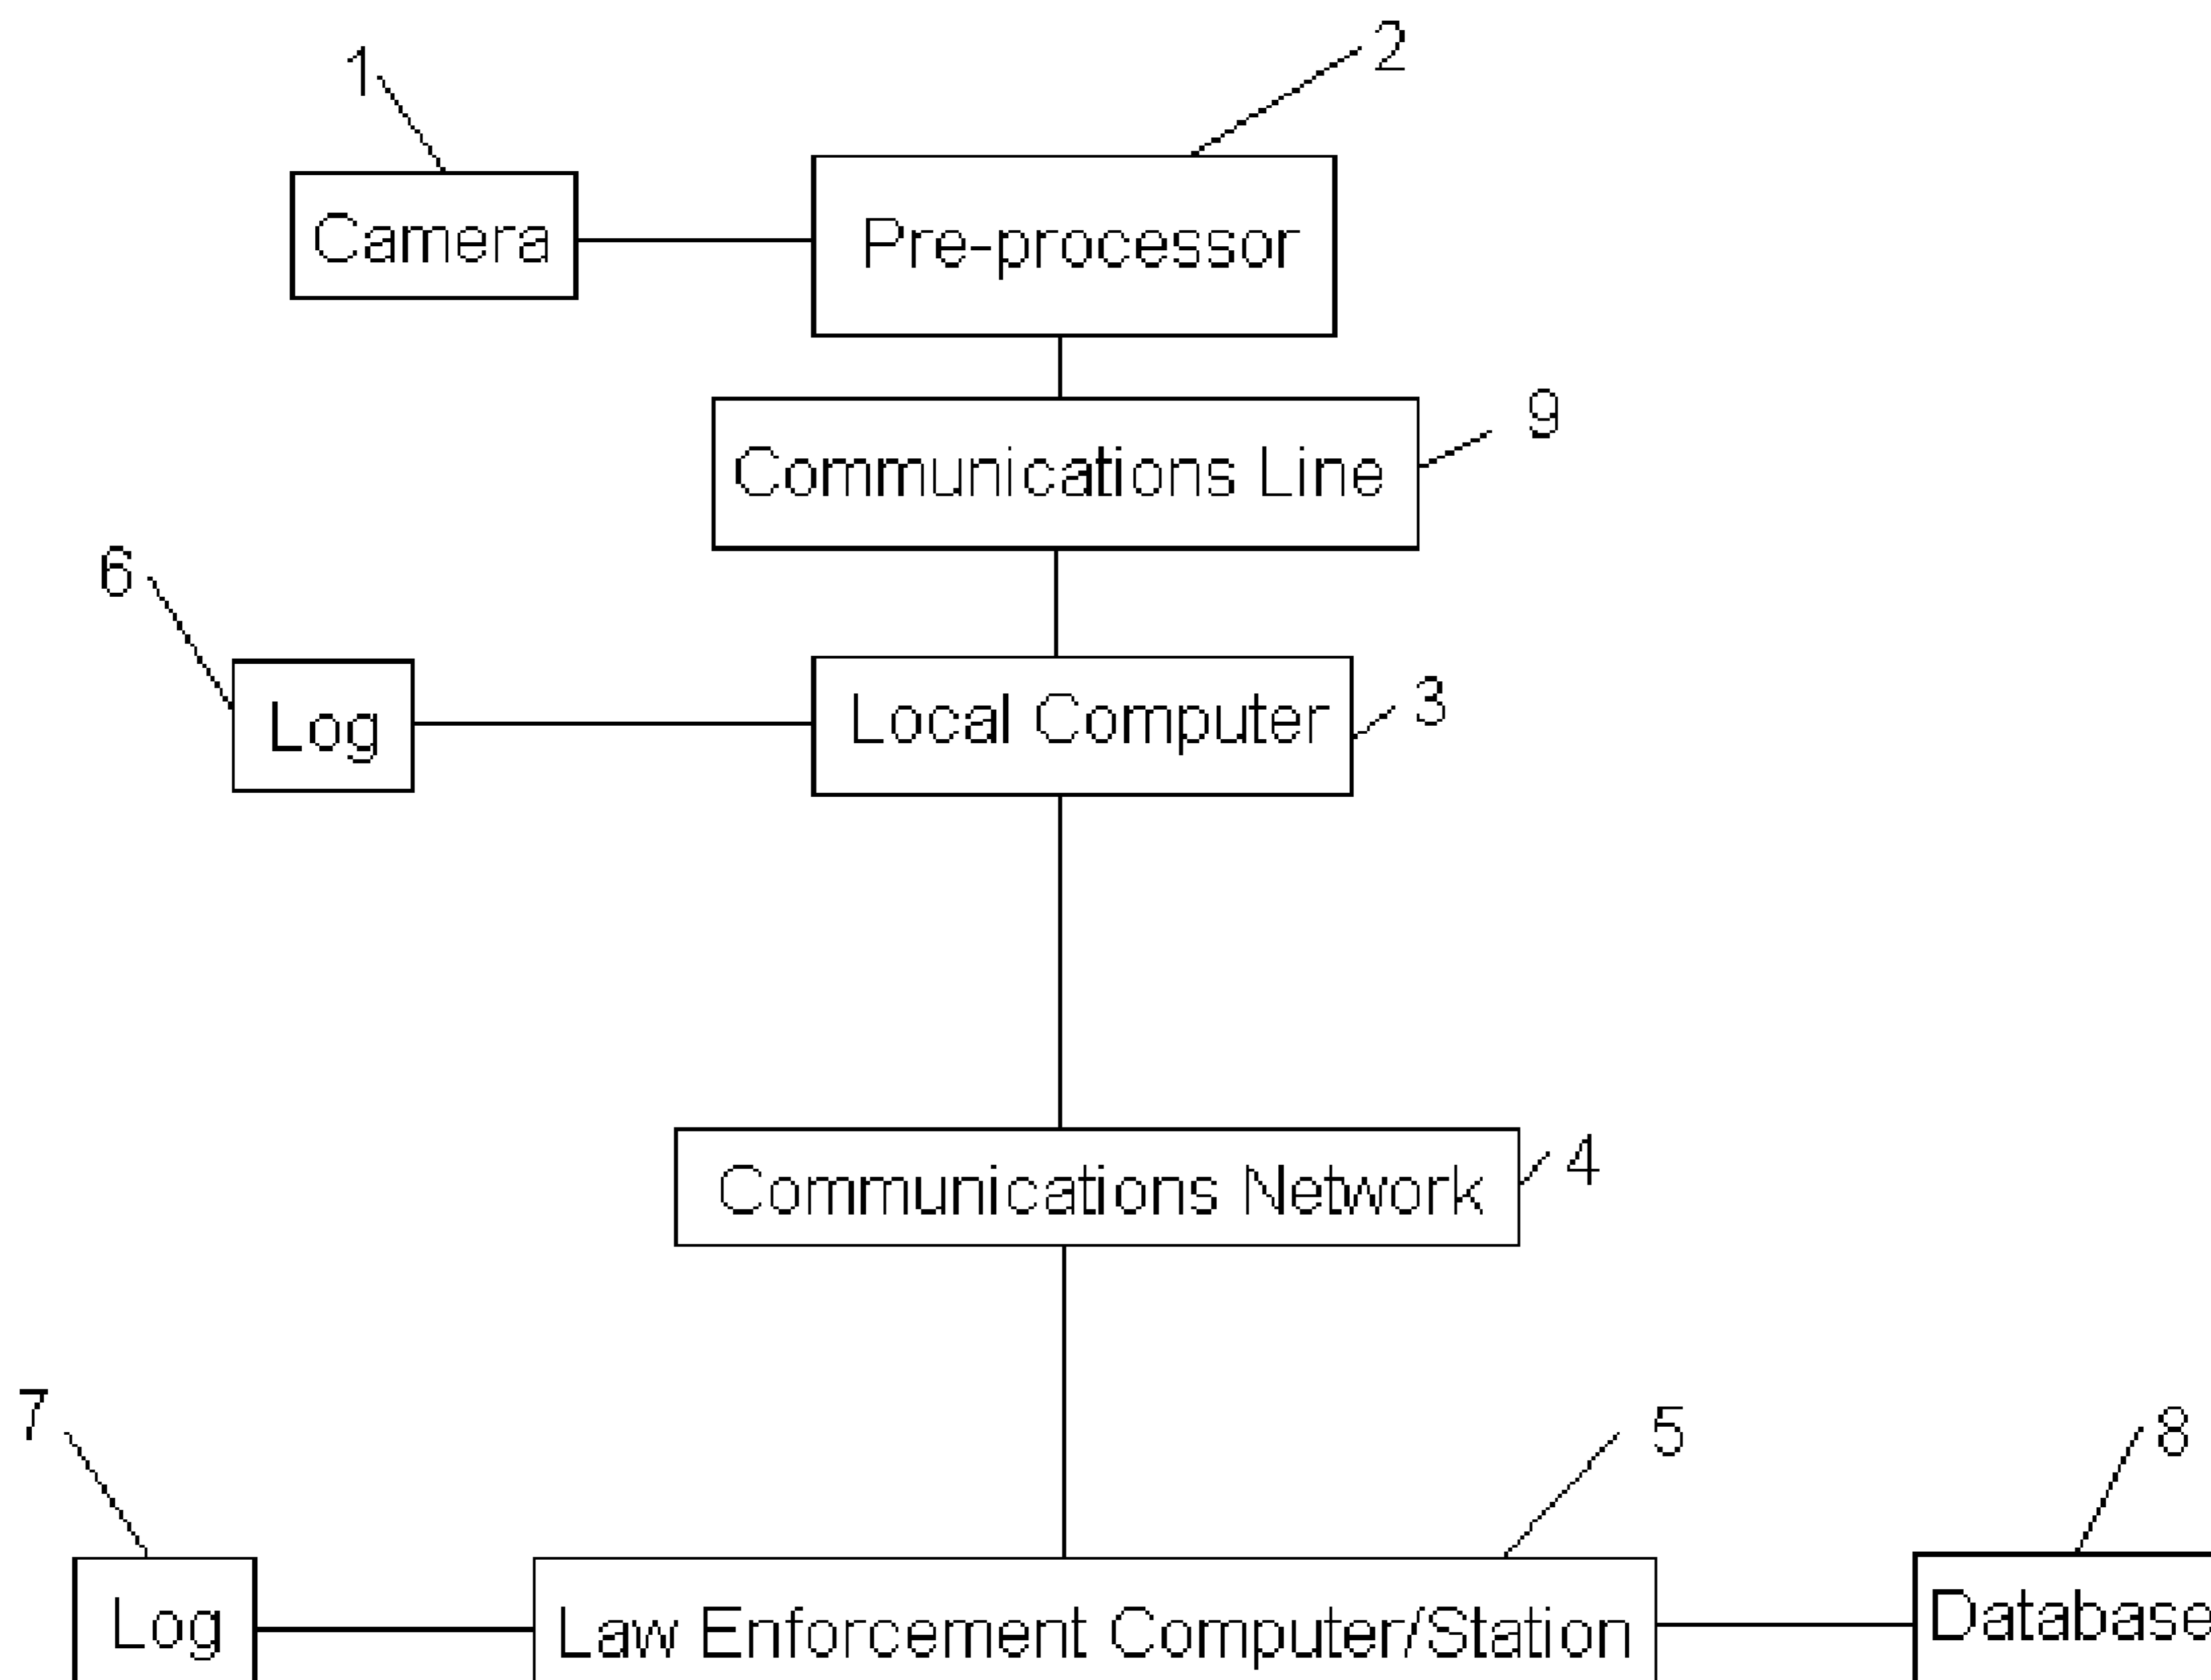 1
2
Camera
Pre-processor
9
Communications Line
6
Log
Local Computer
3
4
Communications Network
7
5
8
Log
Law Enforcement Computer/Station
Database